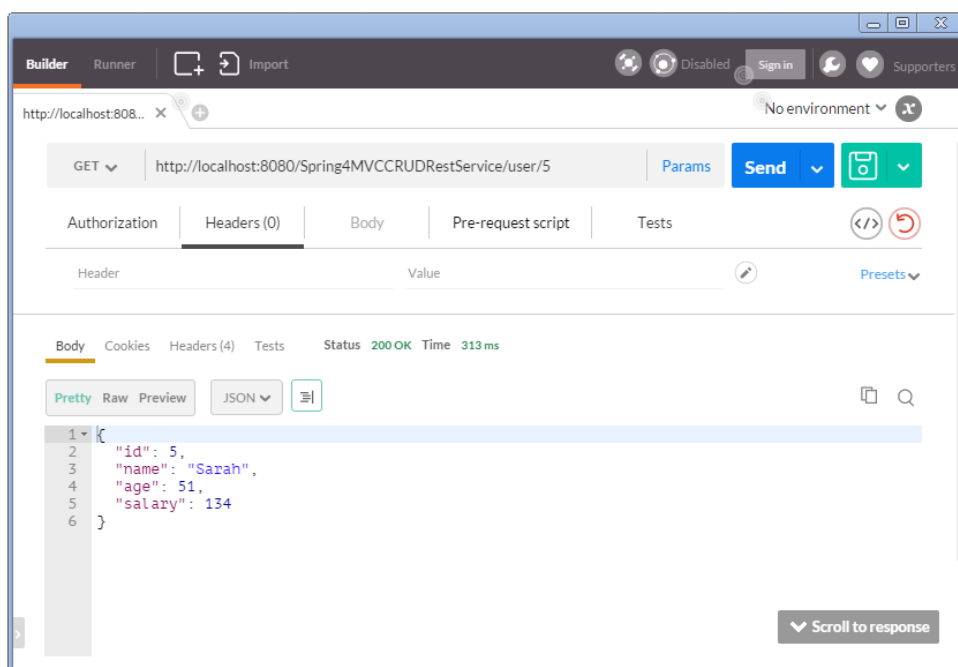 Builder Runner Import Disabled Sign in Supporters
http://localhost:808... No environment
GET http://localhost:8080/Spring4MVCCRUDRestService/user/5 Params Send
Authorization Headers (0) Body Pre-request script Tests
Header Value Presets
Body Cookies Headers (4) Tests Status 200 OK Time 313 ms
Pretty Raw Preview JSON
1 {
2 "id": 5,
3 "name": "Sarah",
4 "age": 51,
5 "salary": 134
6 }
Scroll to response